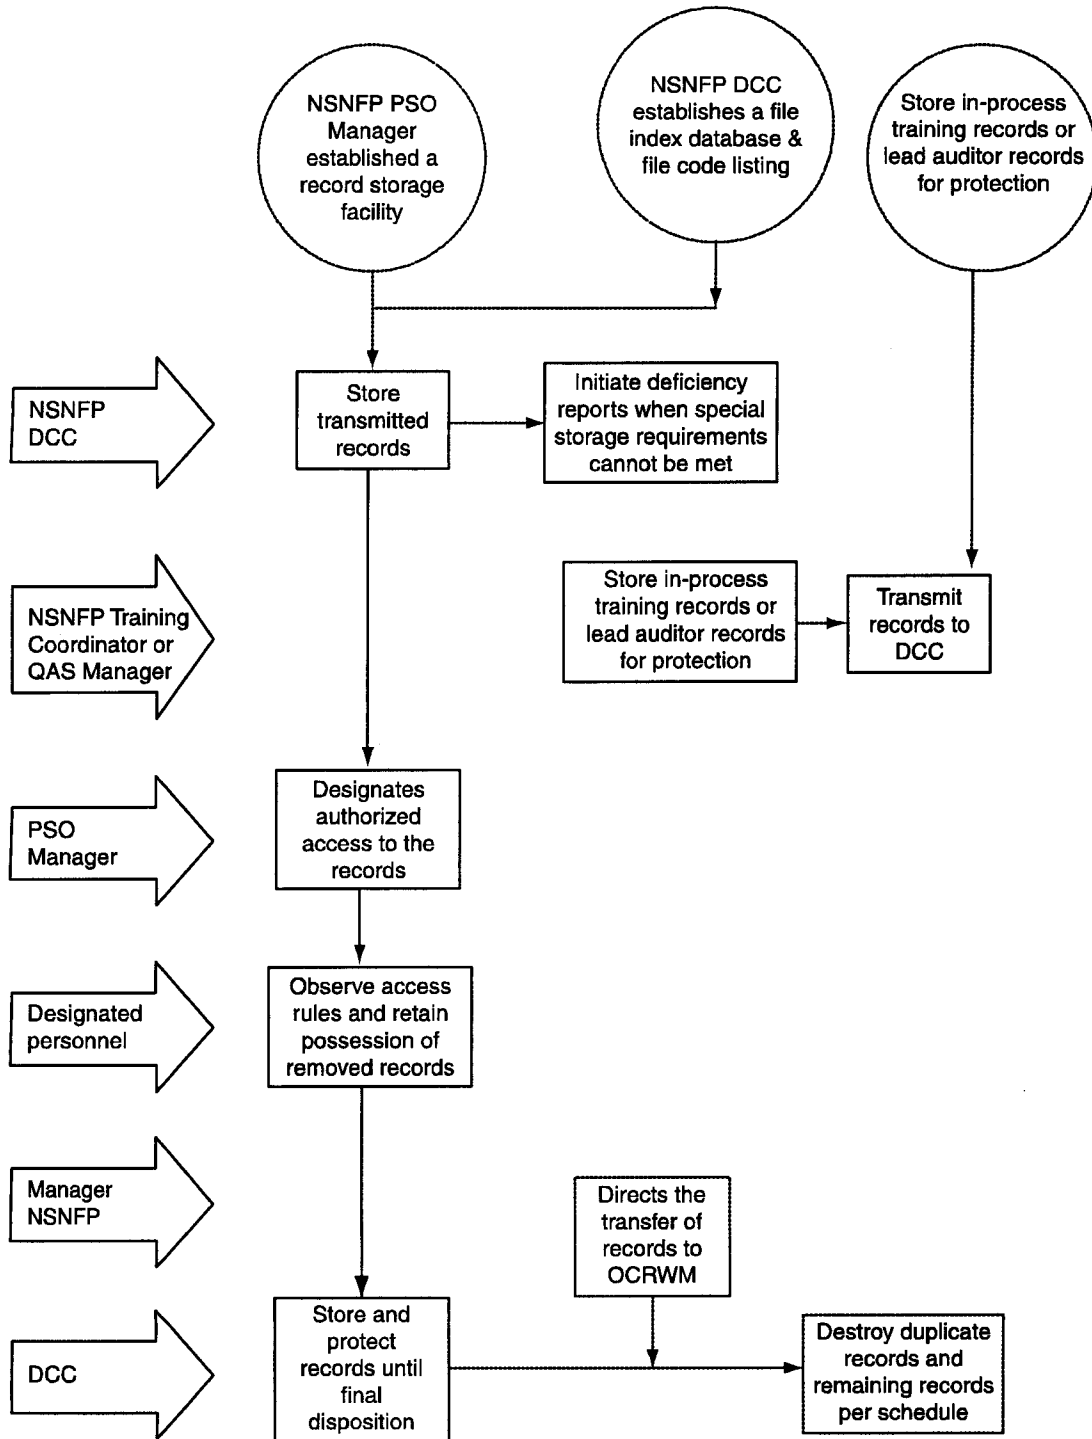 NSNFP PSO
Manager
established a
record storage
facility
NSNFP DCC
establishes a file
index database &
file code listing
Store in-process
training records or
lead auditor records
for protection
NSNFP
DCC
Store
transmitted
records
Initiate deficiency
reports when special
storage requirements
cannot be met
NSNFP Training
Coordinator or
QAS Manager
Store in-process
training records or
lead auditor records
for protection
Transmit
records to
DCC
PSO
Manager
Designates
authorized
access to the
records
Designated
personnel
Observe access
rules and retain
possession of
removed records
Manager
NSNFP
Directs the
transfer of
records to
OCRWM
DCC
Store and
protect
records until
final
disposition
Destroy duplicate
records and
remaining records
per schedule